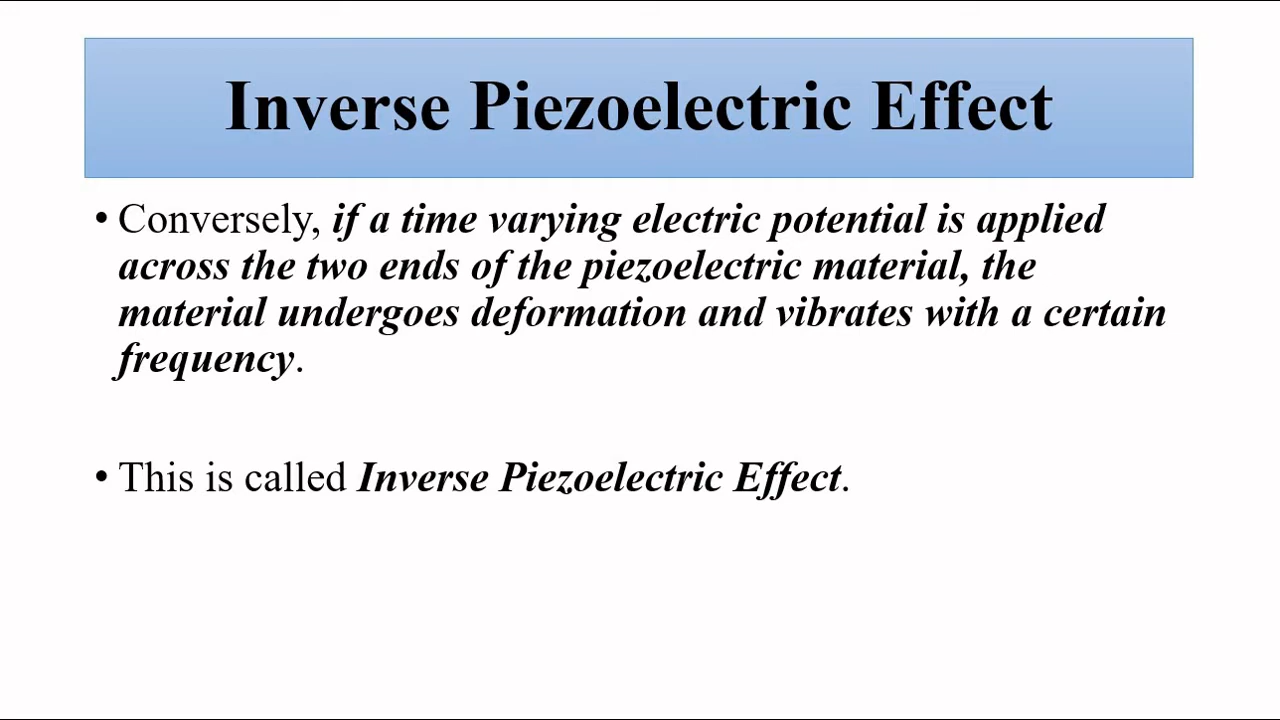 Inverse Piezoelectric Effect
• Conversely, if a time varying electric potential is applied
across the two ends of the piezoelectric material, the
material undergoes deformation and vibrates with a certain
frequency.
• This is called Inverse Piezoelectric Effect.